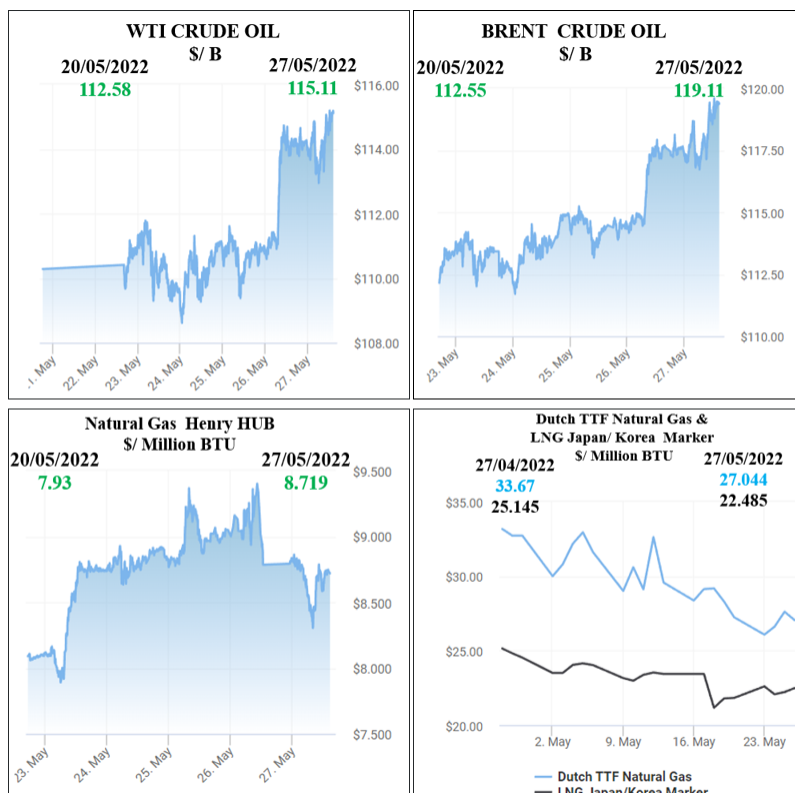 WTI CRUDE OIL
$/ B
20/05/2022
27/05/2022
112.58
115.11
$116.00
$114.00
$112.00
$110.00
$108.00
.1. May
22. May
23. May
24. May
25. May
26. May
27. May
BRENT CRUDE OIL
$/ B
20/05/2022
27/05/2022
112.55
119.11
$120.00
$117.50
$115.00
$112.50
$110.00
23. May
24. May
25. May
26. May
27. May
Natural Gas Henry HUB
$/ Million BTU
20/05/2022
27/05/2022
7.93
8.719
$9.500
$9.000
$8.500
$8.000
$7.500
23. May
24. May
25. May
26. May
27. May
Dutch TTF Natural Gas &
LNG Japan/ Korea Marker
$/ Million BTU
27/04/2022
27/05/2022
33.67
27.044
25.145
22.485
$35.00
$30.00
$25.00
$20.00
2. May
9. May
16. May
23. May
Dutch TTF Natural Gas
LNG Japan/Korea Marker